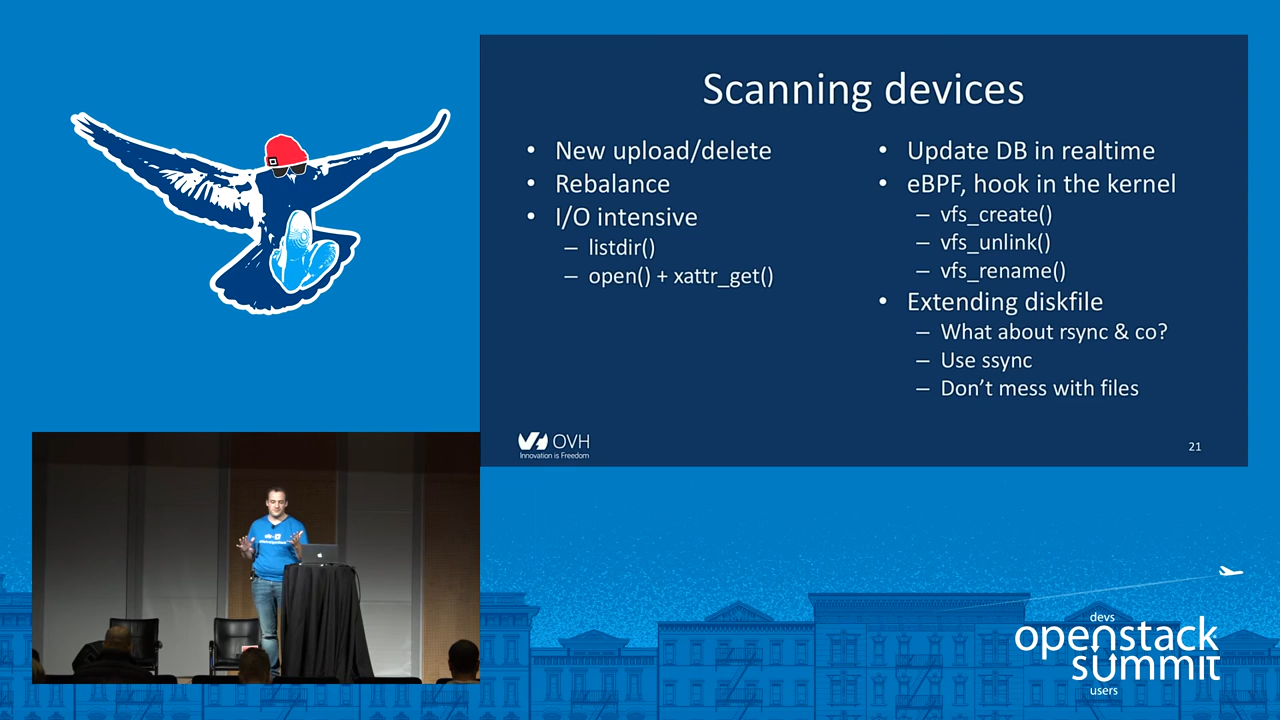 Scanning devices
• New upload/delete
• Rebalance
• I/O intensive
– listdir()
– open() + xattr_get()
• Update DB in realtime
• eBPF, hook in the kernel
– vfs_create()
– vfs_unlink()
– vfs_rename()
• Extending diskfile
– What about rsync & co?
– Use ssync
– Don’t mess with files
OVH
Innovation is Freedom
21
devs
openstack
summit
users